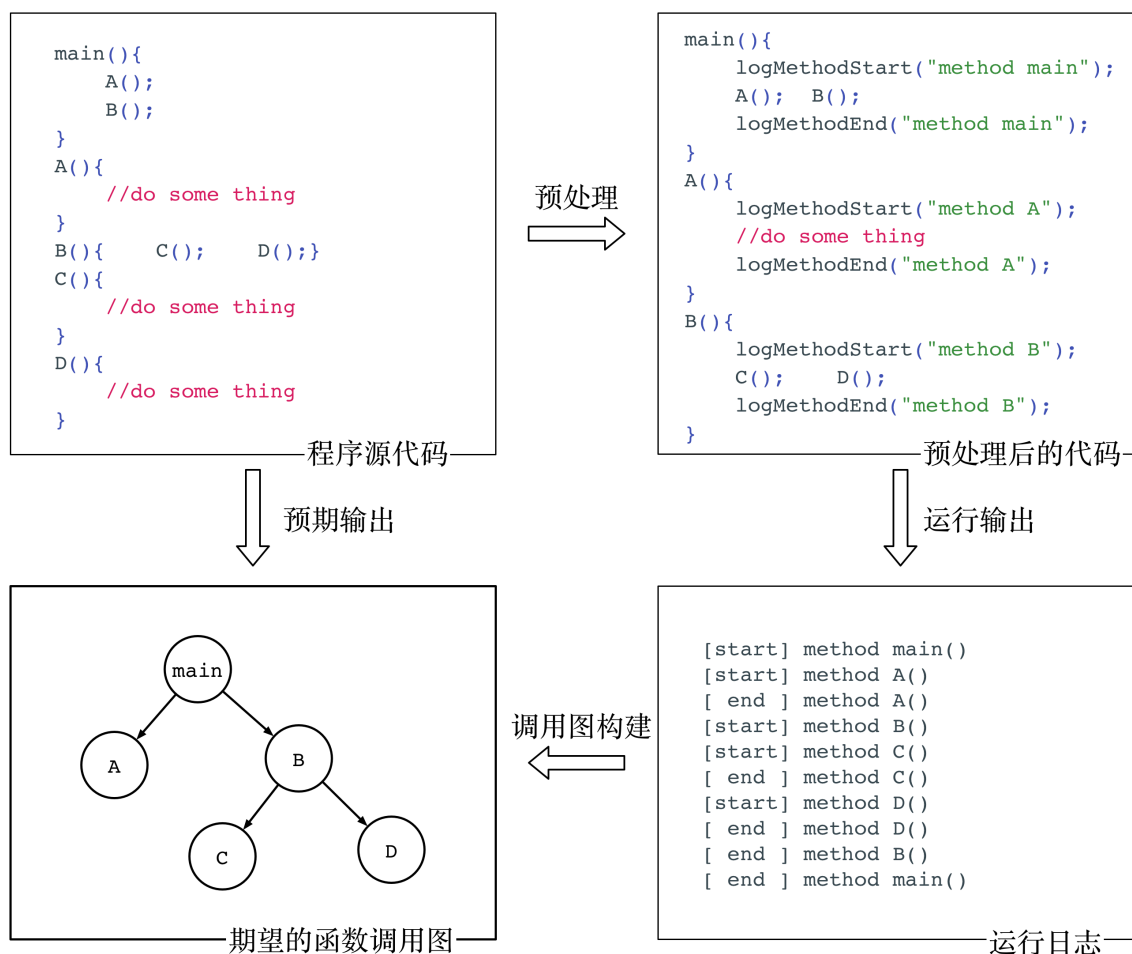 main(){
    A();
    B();
}
A(){
    //do some thing
}
B(){    C();    D();}
C(){
    //do some thing
}
D(){
    //do some thing
}
程序源代码
预处理
main(){
    logMethodStart("method main");
    A();  B();
    logMethodEnd("method main");
}
A(){
    logMethodStart("method A");
    //do some thing
    logMethodEnd("method A");
}
B(){
    logMethodStart("method B");
    C();    D();
    logMethodEnd("method B");
}
预处理后的代码
预期输出
运行输出
main
A
B
C
D
期望的函数调用图
调用图构建
[start] method main()
[start] method A()
[ end ] method A()
[start] method B()
[start] method C()
[ end ] method C()
[start] method D()
[ end ] method D()
[ end ] method B()
[ end ] method main()
运行日志